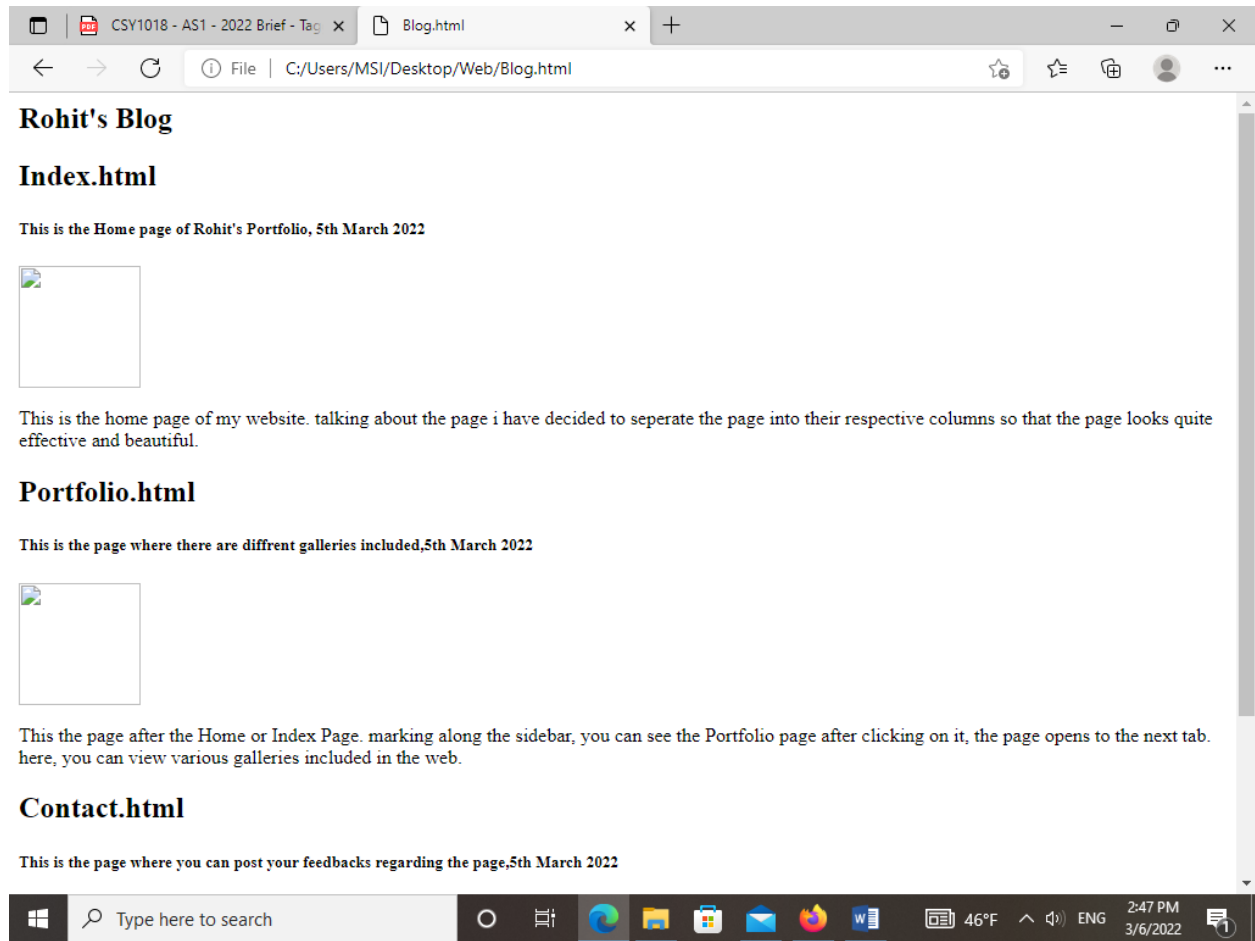 CSY1018 - AS1 - 2022 Brief - Tag
Blog.html
File | C:/Users/MSI/Desktop/Web/Blog.html
Rohit's Blog
Index.html
This is the Home page of Rohit's Portfolio, 5th March 2022
This is the home page of my website. talking about the page i have decided to seperate the page into their respective columns so that the page looks quite
effective and beautiful.
Portfolio.html
This is the page where there are diffrent galleries included,5th March 2022
This the page after the Home or Index Page. marking along the sidebar, you can see the Portfolio page after clicking on it, the page opens to the next tab.
here, you can view various galleries included in the web.
Contact.html
This is the page where you can post your feedbacks regarding the page,5th March 2022
Type here to search
46°F
ENG
2:47 PM
3/6/2022
1